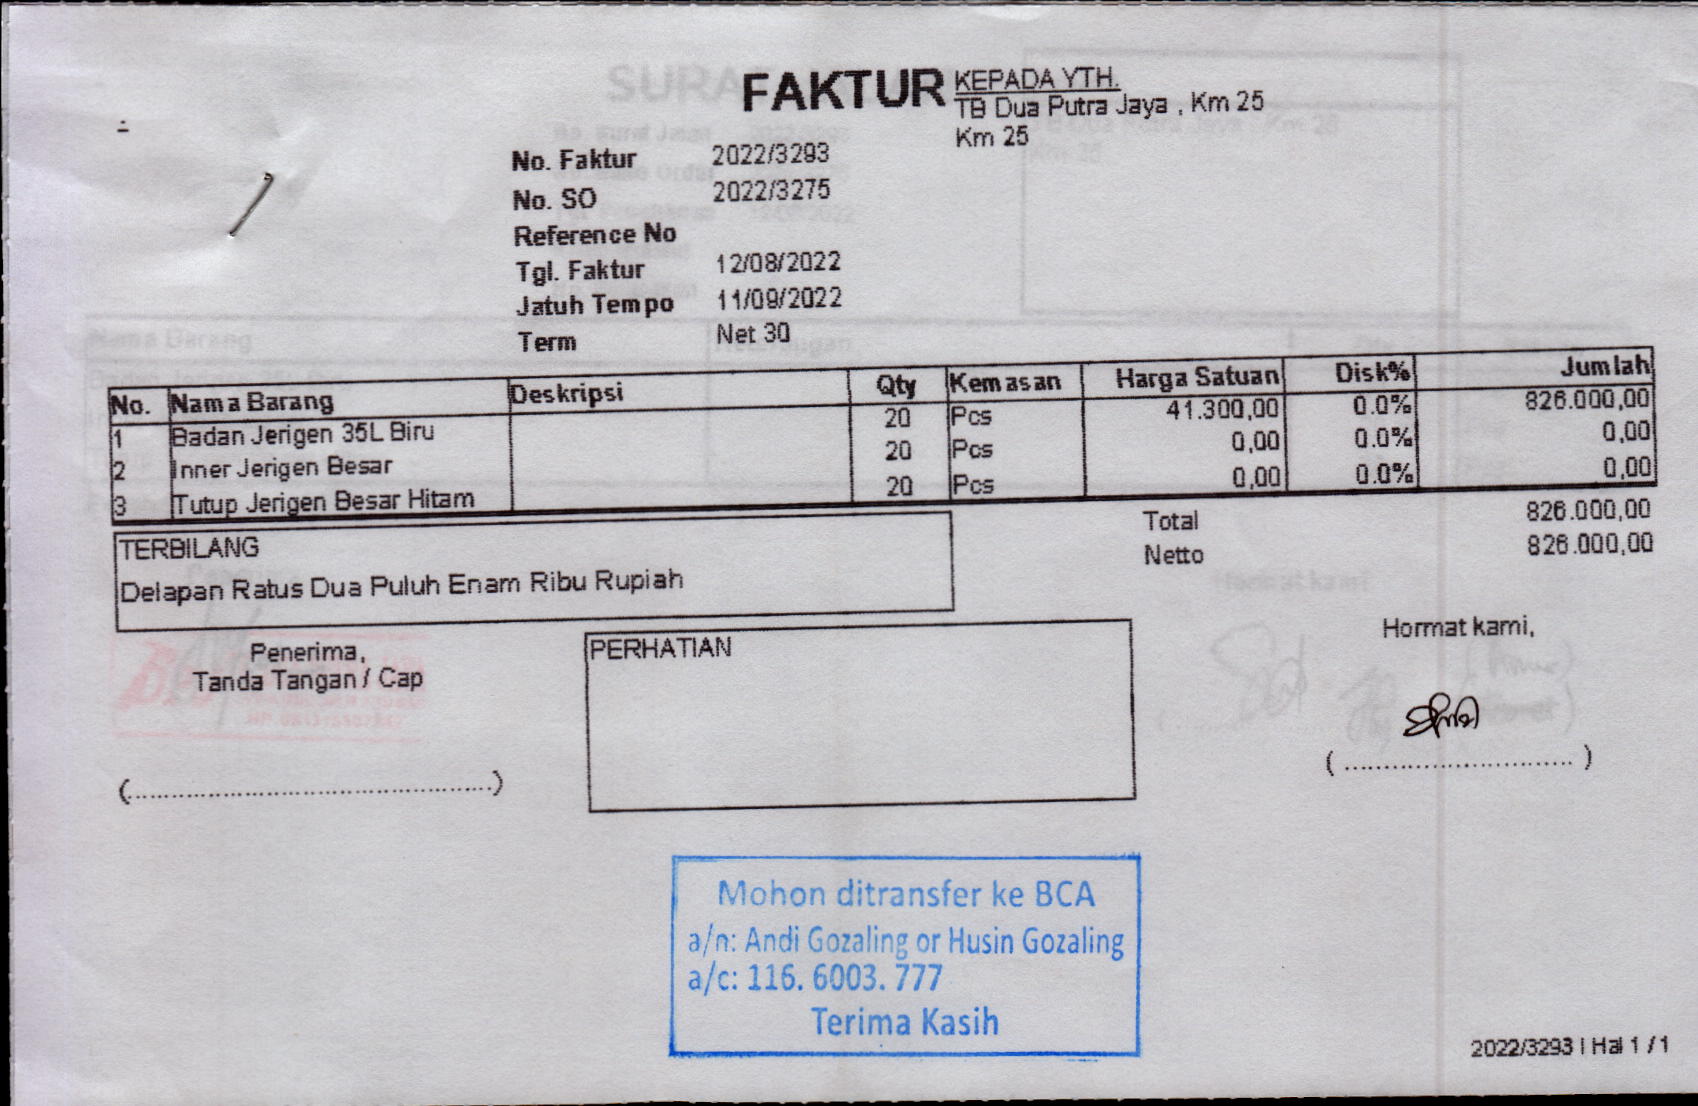 FAKTUR
KEPADA YTH.
TB Dua Putra Jaya , Km 25
Km 25
No. Faktur 2022/3293
No. SO 2022/3275
Reference No
Tgl. Faktur 12/08/2022
Jatuh Tempo 11/09/2022
Term Net 30
No. Nama Barang Deskripsi Qty Kemasan Harga Satuan Disk% Jumlah
1 Badan Jerigen 35L Biru 20 Pcs 41.300,00 0.0% 826.000,00
2 Inner Jerigen Besar 20 Pcs 0,00 0.0% 0,00
3 Tutup Jerigen Besar Hitam 20 Pcs 0,00 0.0% 0,00
Total 826.000,00
Netto 826.000,00
TERBILANG
Delapan Ratus Dua Puluh Enam Ribu Rupiah
Penerima,
Tanda Tangan / Cap
(..............................................)
PERHATIAN
Hormat kami,
( ............................. )
Mohon ditransfer ke BCA
a/n: Andi Gozaling or Husin Gozaling
a/c: 116. 6003. 777
Terima Kasih
2022/3293 | Hal 1 / 1